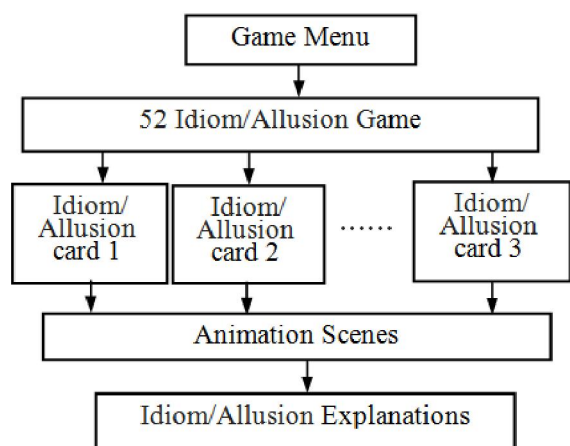 Game Menu
52 Idiom/Allusion Game
Idiom/
Allusion
card 1
Idiom/
Allusion
card 2
......
Idiom/
Allusion
card 3
Animation Scenes
Idiom/Allusion Explanations